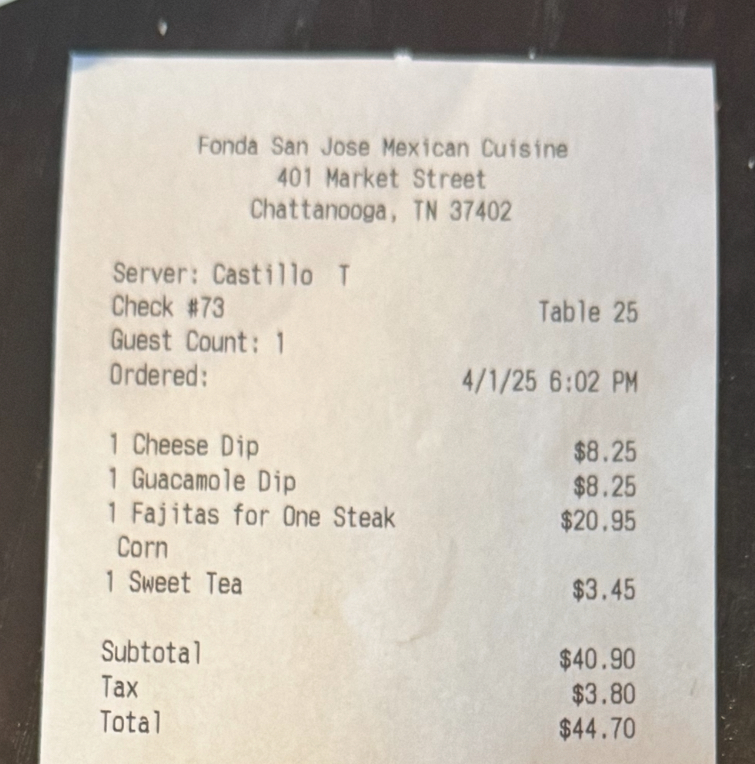 Fonda San Jose Mexican Cuisine
401 Market Street
Chattanooga, TN 37402
Server: Castillo T
Check #73 Table 25
Guest Count: 1
Ordered: 4/1/25 6:02 PM
1 Cheese Dip $8.25
1 Guacamole Dip $8.25
1 Fajitas for One Steak $20.95
Corn
1 Sweet Tea $3.45
Subtotal $40.90
Tax $3.80
Total $44.70